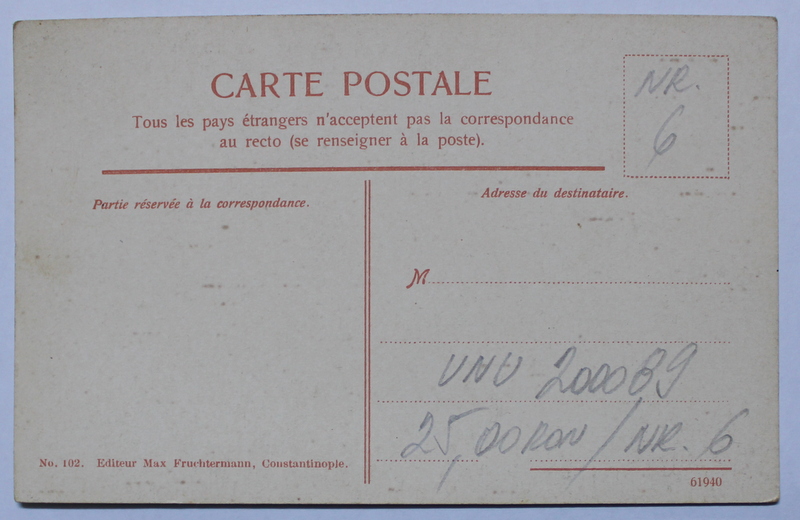 CARTE POSTALE
Tous les pays étrangers n'acceptent pas la correspondance
au recto (se renseigner à la poste).
NR.
6
Partie réservée à la correspondance.
Adresse du destinataire.
M
UNU 200089
25,00 RON / NR. 6
No. 102. Editeur Max Fruchtermann, Constantinople.
61940